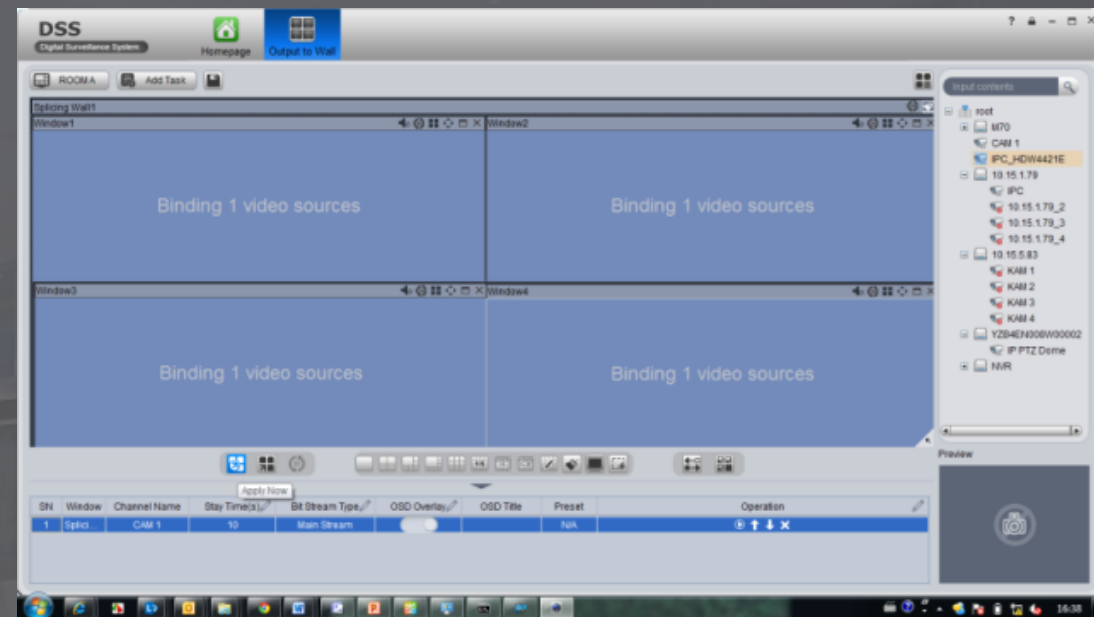 DSS
Digital Surveillance System
Homepage
Output to Wall
ROOM A
Add Task
Splicing Wall1
Window1
Window2
Binding 1 video sources
Binding 1 video sources
Window3
Window4
Binding 1 video sources
Binding 1 video sources
Apply Now
SN Window Channel Name Stay Time(s) Bit Stream Type OSD Overlay OSD Title Preset Operation
1 Splici... CAM 1 10 Main Stream N/A
Input contents
root
M70
CAM 1
IPC_HDW4421E
10.15.1.79
IPC
10.15.1.79_2
10.15.1.79_3
10.15.1.79_4
10.15.5.83
KAM 1
KAM 2
KAM 3
KAM 4
YZB4EN008W00002
IP PTZ Dome
NVR
Preview
16:38